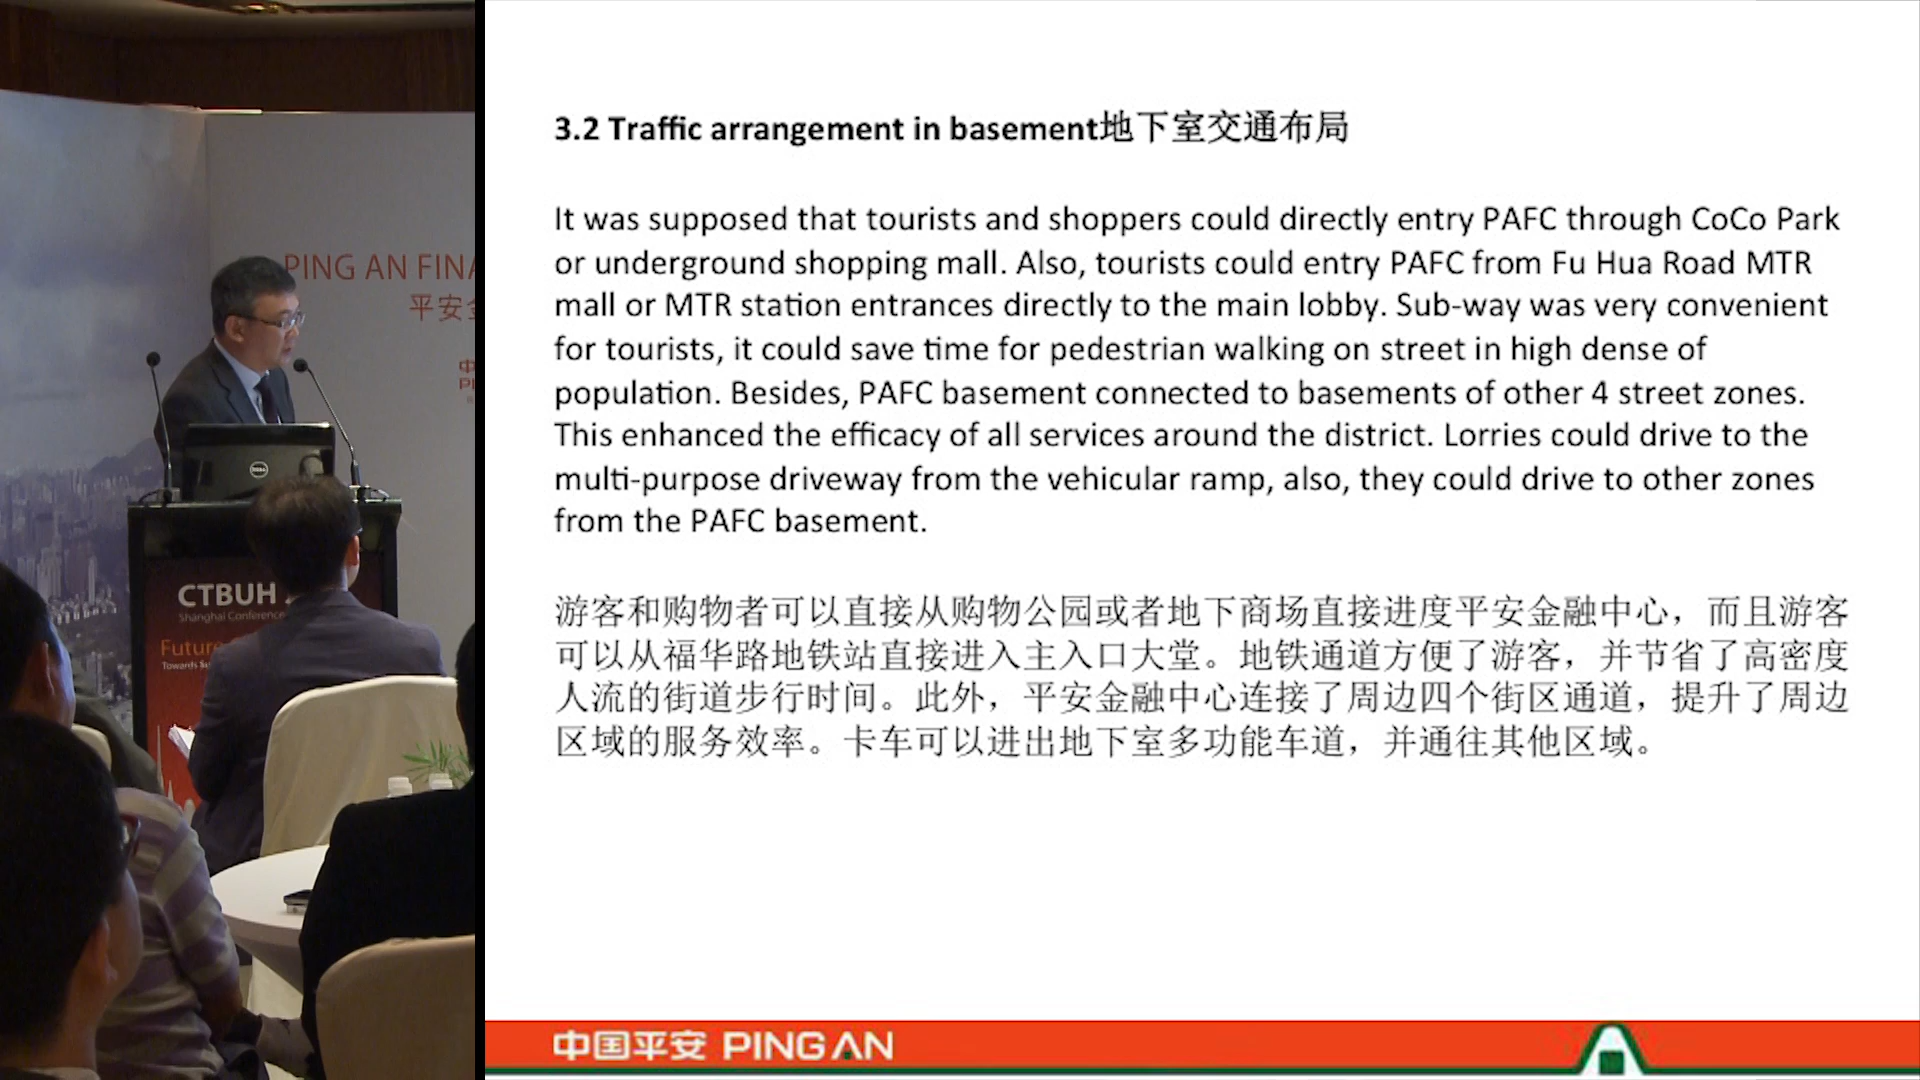 PING AN FINA
平安
CTBUH
Shanghai Conference
Future
Towards Su
DELL
3.2 Traffic arrangement in basement地下室交通布局
It was supposed that tourists and shoppers could directly entry PAFC through CoCo Park
or underground shopping mall. Also, tourists could entry PAFC from Fu Hua Road MTR
mall or MTR station entrances directly to the main lobby. Sub-way was very convenient
for tourists, it could save time for pedestrian walking on street in high dense of
population. Besides, PAFC basement connected to basements of other 4 street zones.
This enhanced the efficacy of all services around the district. Lorries could drive to the
multi-purpose driveway from the vehicular ramp, also, they could drive to other zones
from the PAFC basement.
游客和购物者可以直接从购物公园或者地下商场直接进度平安金融中心，而且游客
可以从福华路地铁站直接进入主入口大堂。地铁通道方便了游客，并节省了高密度
人流的街道步行时间。此外，平安金融中心连接了周边四个街区通道，提升了周边
区域的服务效率。卡车可以进出地下室多功能车道，并通往其他区域。
中国平安 PING AN